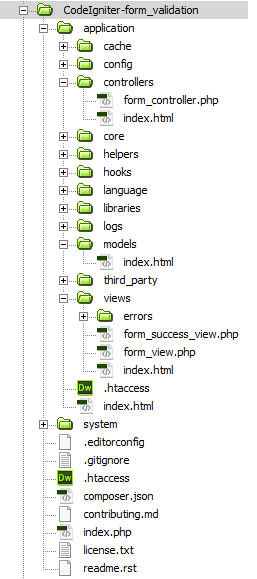 CodeIgniter-form_validation
application
cache
config
controllers
form_controller.php
index.html
core
helpers
hooks
language
libraries
logs
models
index.html
third_party
views
errors
form_success_view.php
form_view.php
index.html
Dw .htaccess
index.html
system
.editorconfig
.gitignore
Dw .htaccess
composer.json
contributing.md
index.php
license.txt
readme.rst